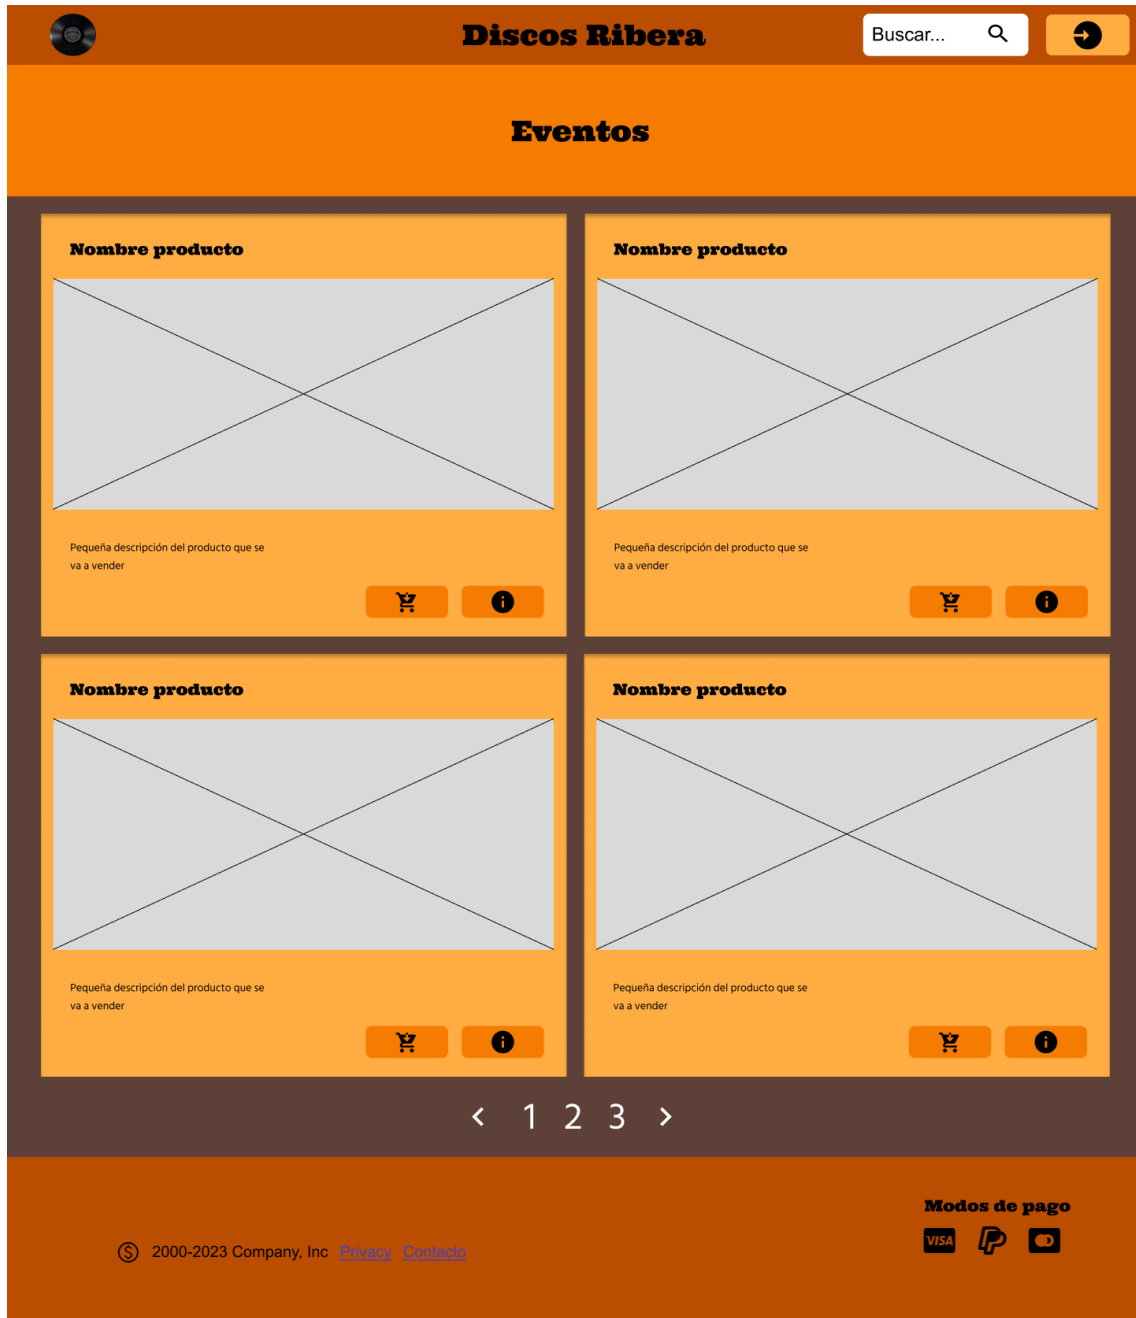 Discos Ribera
Buscar...
Eventos
Nombre producto
Pequeña descripción del producto que se
va a vender
Nombre producto
Pequeña descripción del producto que se
va a vender
Nombre producto
Pequeña descripción del producto que se
va a vender
Nombre producto
Pequeña descripción del producto que se
va a vender
< 1 2 3 >
Modos de pago
VISA
2000-2023 Company, Inc Privacy Contacto